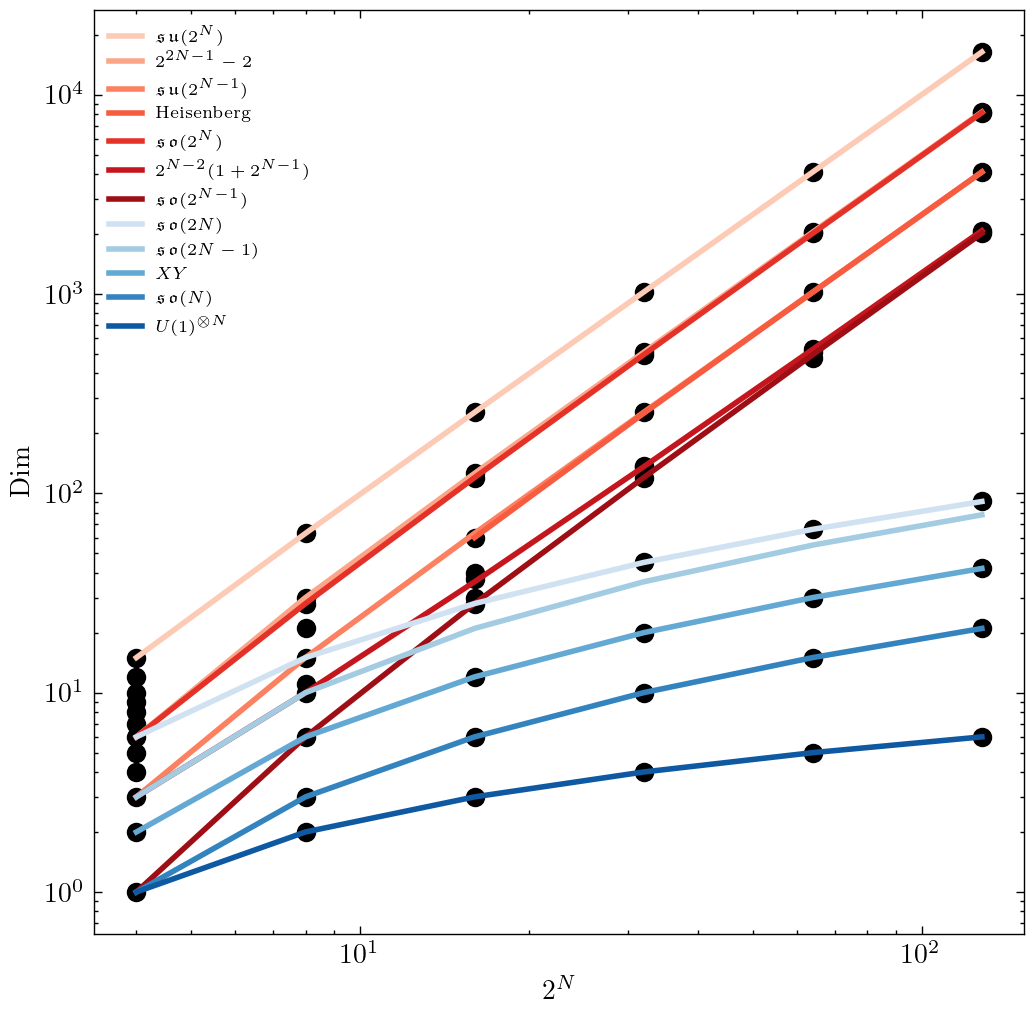 𝔰𝔲(2^N)
2^{2N−1} − 2
𝔰𝔲(2^{N−1})
Heisenberg
𝔰𝔬(2^N)
2^{N−2}(1 + 2^{N−1})
𝔰𝔬(2^{N−1})
𝔰𝔬(2N)
𝔰𝔬(2N − 1)
XY
𝔰𝔬(N)
U(1)^{⊗N}
10^4
10^3
10^2
10^1
10^0
Dim
10^1 10^2
2^N